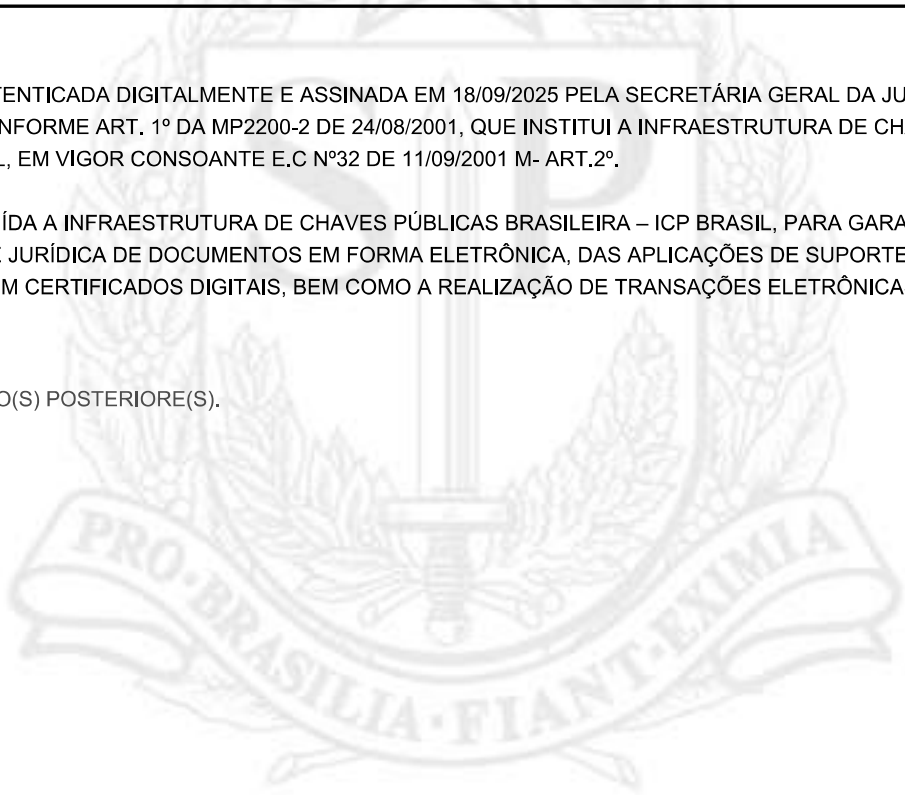 TENTICADA DIGITALMENTE E ASSINADA EM 18/09/2025 PELA SECRETÁRIA GERAL DA JU
NFORME ART. 1º DA MP2200-2 DE 24/08/2001, QUE INSTITUI A INFRAESTRUTURA DE CHA
L, EM VIGOR CONSOANTE E.C Nº32 DE 11/09/2001 M- ART.2º.
ÍDA A INFRAESTRUTURA DE CHAVES PÚBLICAS BRASILEIRA – ICP BRASIL, PARA GARA
E JURÍDICA DE DOCUMENTOS EM FORMA ELETRÔNICA, DAS APLICAÇÕES DE SUPORTE
M CERTIFICADOS DIGITAIS, BEM COMO A REALIZAÇÃO DE TRANSAÇÕES ELETRÔNICAS
O(S) POSTERIORE(S).
SP
PRO·BRASILIA·FIANT·EXIMIA